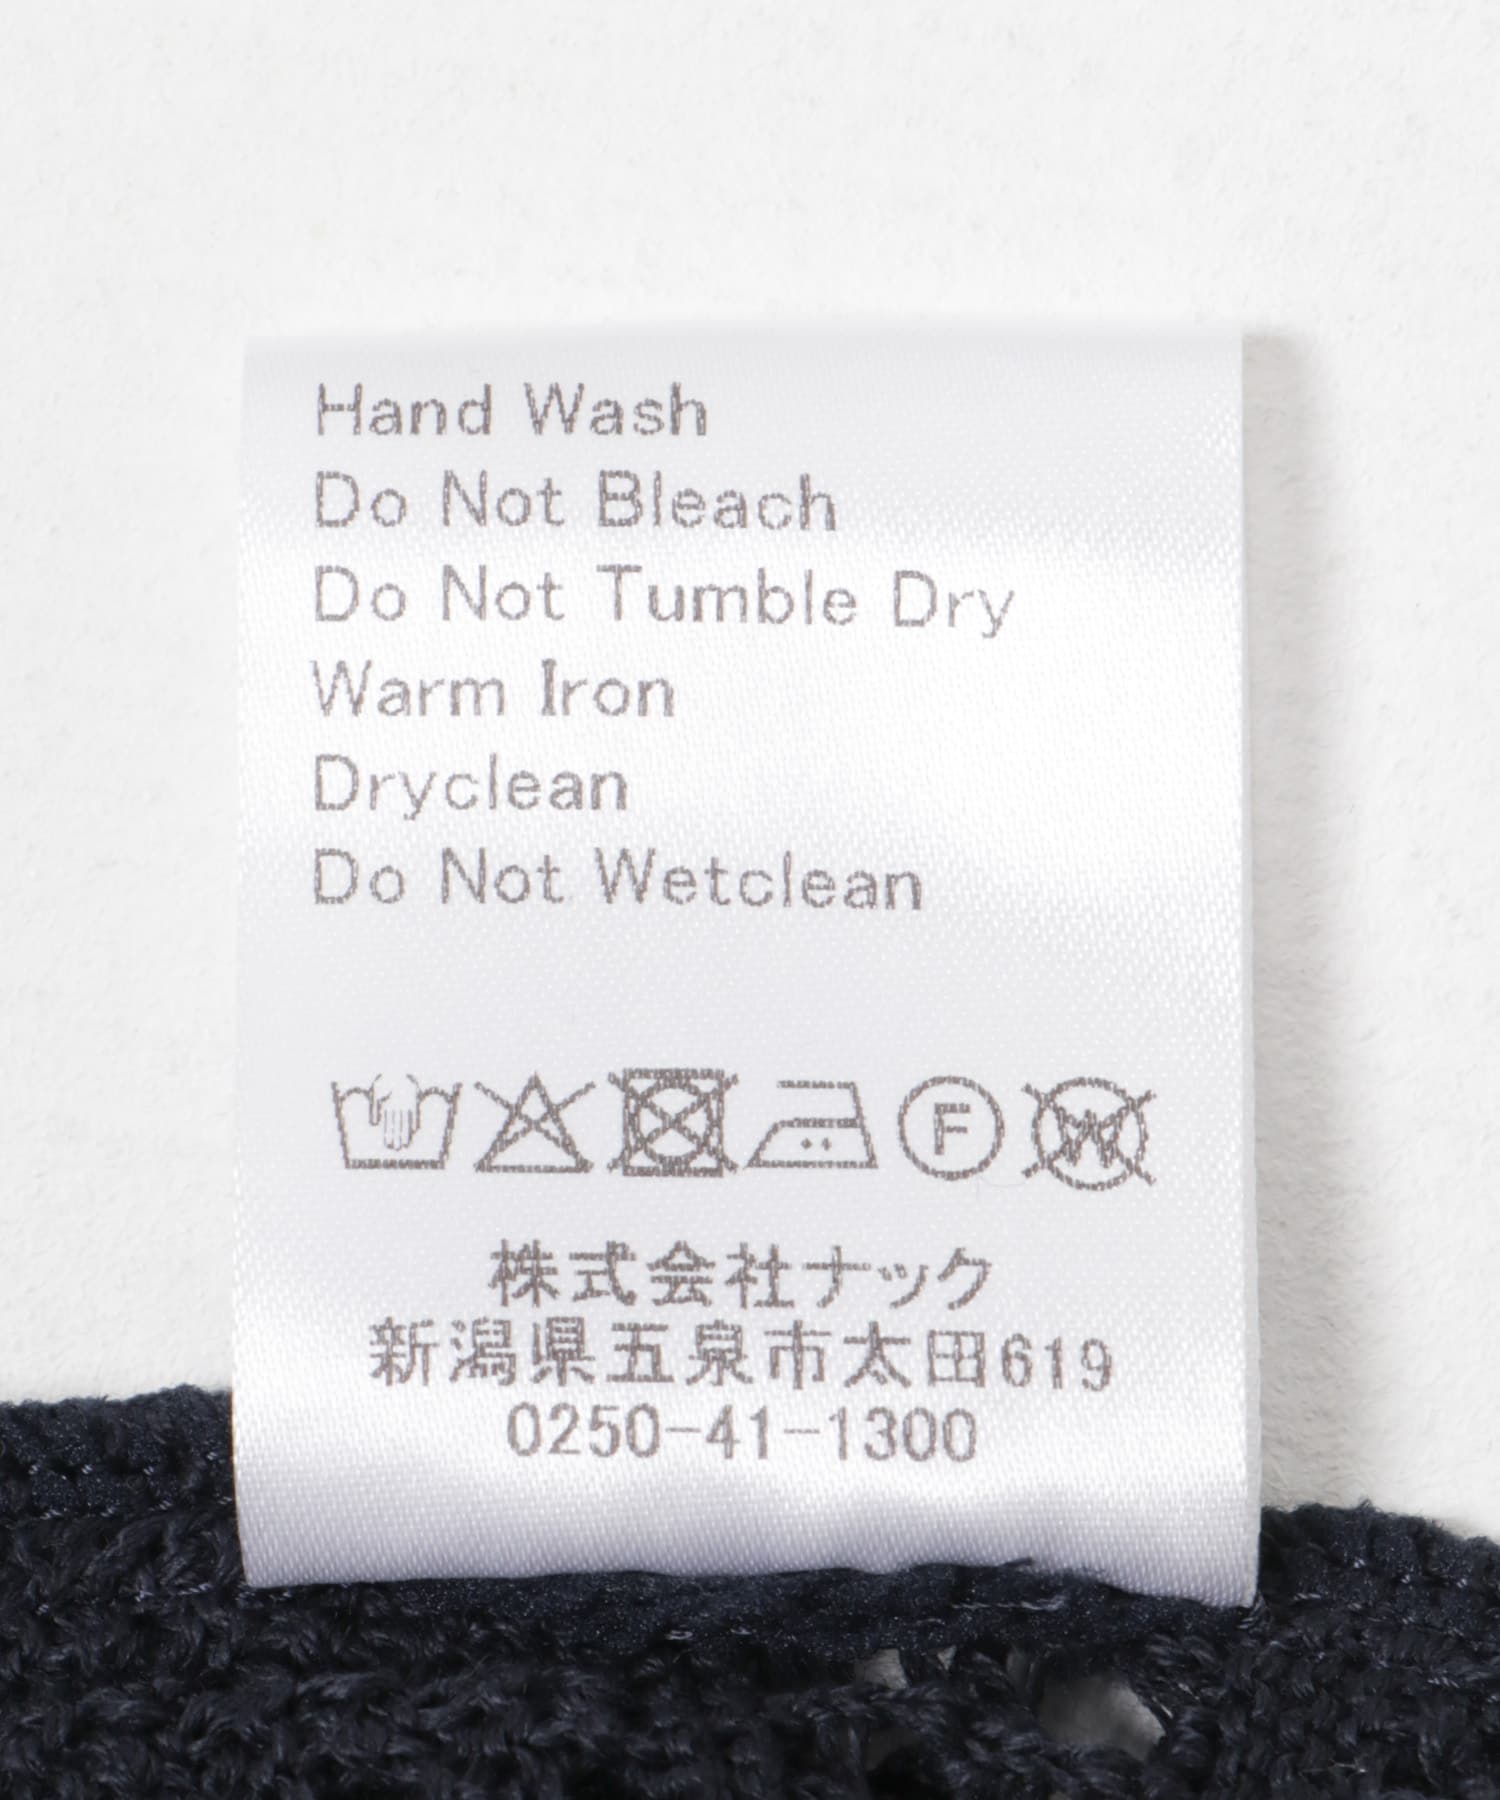 Hand Wash
Do Not Bleach
Do Not Tumble Dry
Warm Iron
Dryclean
Do Not Wetclean
F W
株式会社ナック
新潟県五泉市太田619
0250-41-1300